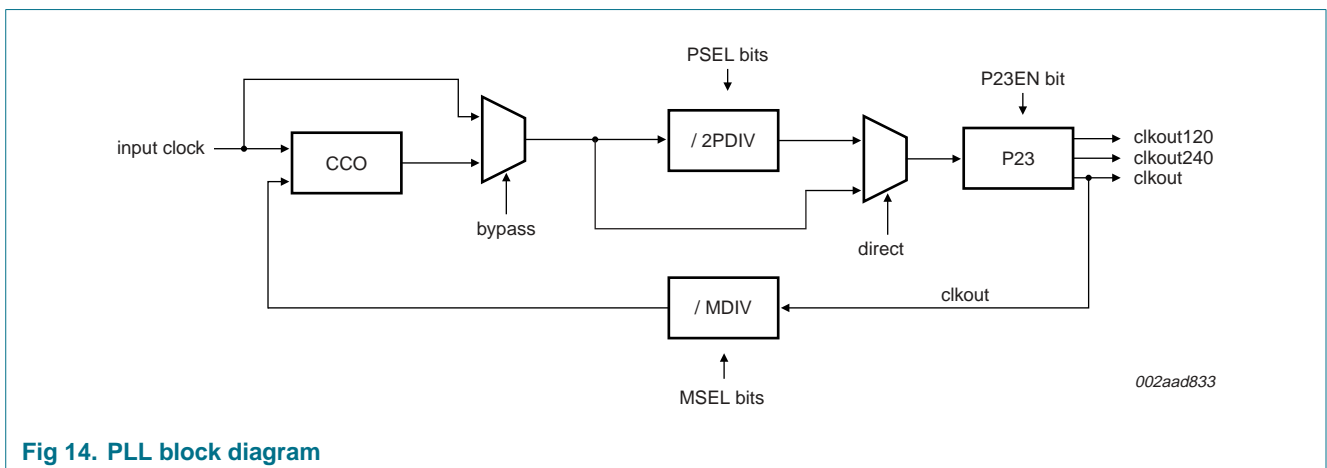 PSEL bits
P23EN bit
input clock
CCO
/ 2PDIV
P23
clkout120
clkout240
clkout
bypass
direct
/ MDIV
clkout
MSEL bits
002aad833
Fig 14. PLL block diagram